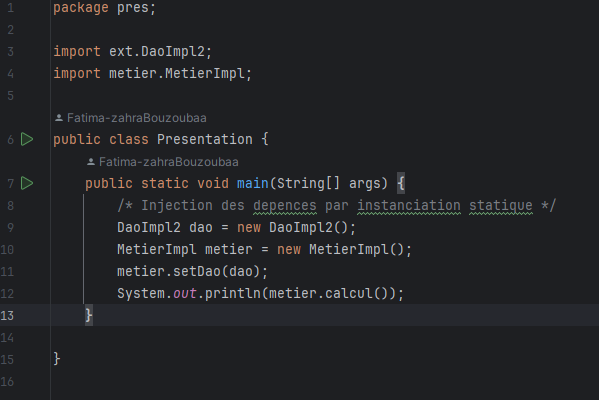 1 package pres;
2
3 import ext.DaoImpl2;
4 import metier.MetierImpl;
5
Fatima-zahraBouzoubaa
6 public class Presentation {
Fatima-zahraBouzoubaa
7 public static void main(String[] args) {
8 /* Injection des depences par instanciation statique */
9 DaoImpl2 dao = new DaoImpl2();
10 MetierImpl metier = new MetierImpl();
11 metier.setDao(dao);
12 System.out.println(metier.calcul());
13 }
14
15 }
16